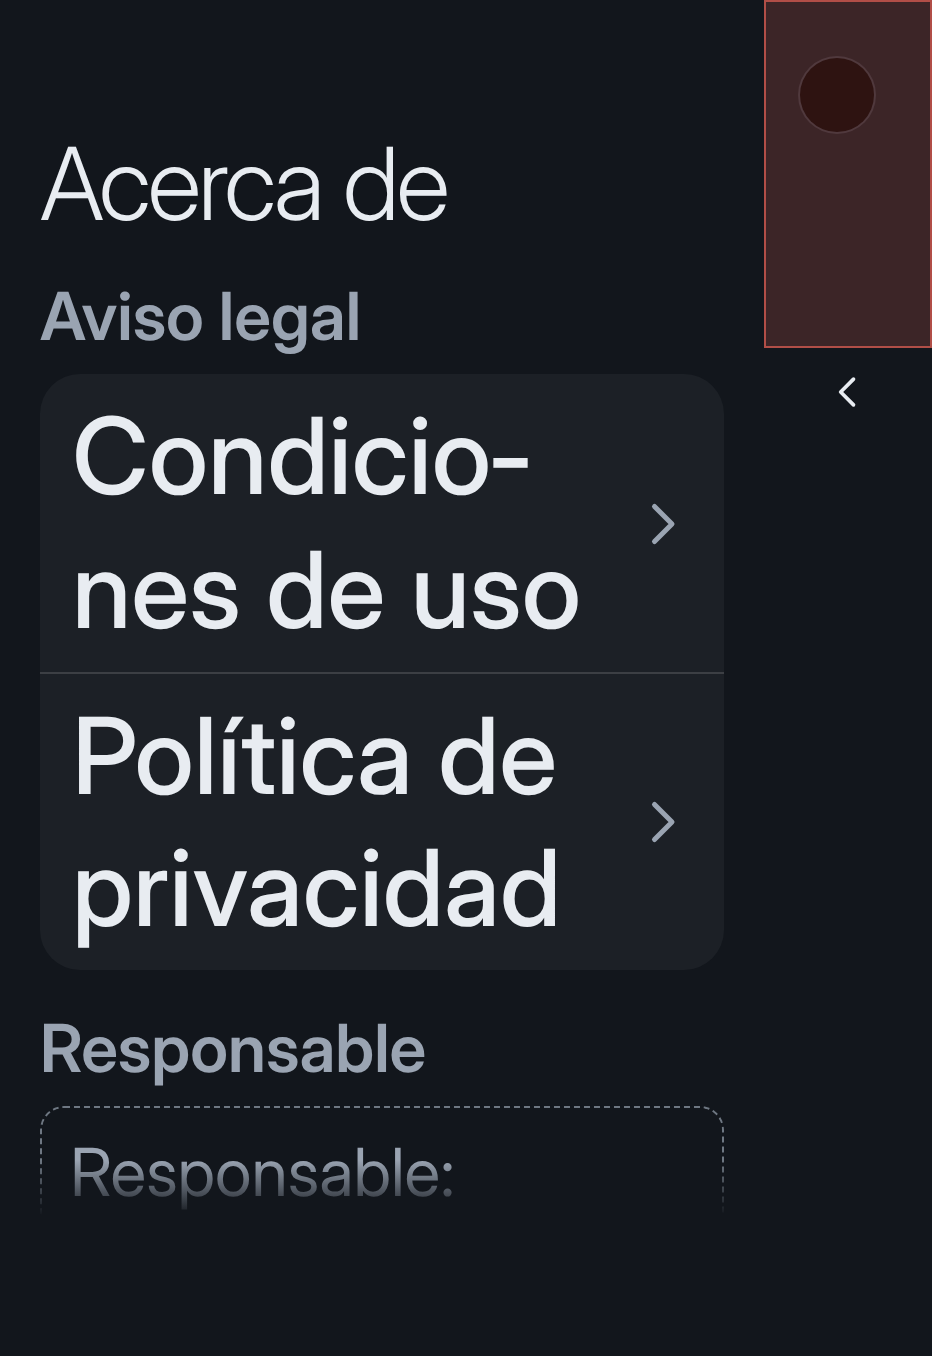 Acerca de
Aviso legal
Condicio-
nes de uso
Política de
privacidad
Responsable
Responsable: